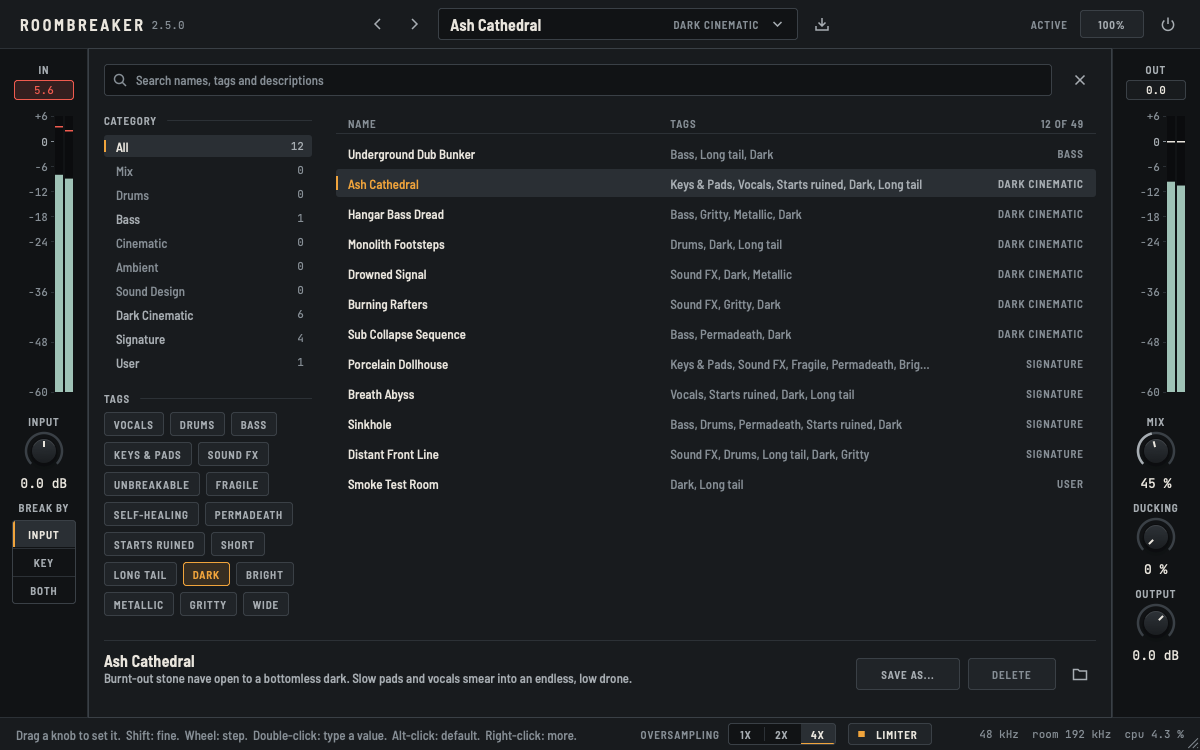 ROOMBREAKER 2.5.0
Ash Cathedral DARK CINEMATIC
ACTIVE 100%
IN
5.6
+6
0
-6
-12
-18
-24
-36
-48
-60
INPUT
0.0 dB
BREAK BY
INPUT
KEY
BOTH
Search names, tags and descriptions
CATEGORY
All 12
Mix 0
Drums 0
Bass 1
Cinematic 0
Ambient 0
Sound Design 0
Dark Cinematic 6
Signature 4
User 1
TAGS
VOCALS DRUMS BASS
KEYS & PADS SOUND FX
UNBREAKABLE FRAGILE
SELF-HEALING PERMADEATH
STARTS RUINED SHORT
LONG TAIL DARK BRIGHT
METALLIC GRITTY WIDE
NAME TAGS 12 OF 49
Underground Dub Bunker Bass, Long tail, Dark BASS
Ash Cathedral Keys & Pads, Vocals, Starts ruined, Dark, Long tail DARK CINEMATIC
Hangar Bass Dread Bass, Gritty, Metallic, Dark DARK CINEMATIC
Monolith Footsteps Drums, Dark, Long tail DARK CINEMATIC
Drowned Signal Sound FX, Dark, Metallic DARK CINEMATIC
Burning Rafters Sound FX, Gritty, Dark DARK CINEMATIC
Sub Collapse Sequence Bass, Permadeath, Dark DARK CINEMATIC
Porcelain Dollhouse Keys & Pads, Sound FX, Fragile, Permadeath, Brig... SIGNATURE
Breath Abyss Vocals, Starts ruined, Dark, Long tail SIGNATURE
Sinkhole Bass, Drums, Permadeath, Starts ruined, Dark SIGNATURE
Distant Front Line Sound FX, Drums, Long tail, Dark, Gritty SIGNATURE
Smoke Test Room Dark, Long tail USER
Ash Cathedral
Burnt-out stone nave open to a bottomless dark. Slow pads and vocals smear into an endless, low drone.
SAVE AS... DELETE
OUT
0.0
+6
0
-6
-12
-18
-24
-36
-48
-60
MIX
45 %
DUCKING
0 %
OUTPUT
0.0 dB
Drag a knob to set it. Shift: fine. Wheel: step. Double-click: type a value. Alt-click: default. Right-click: more.
OVERSAMPLING 1X 2X 4X LIMITER
48 kHz room 192 kHz cpu 4.3 %